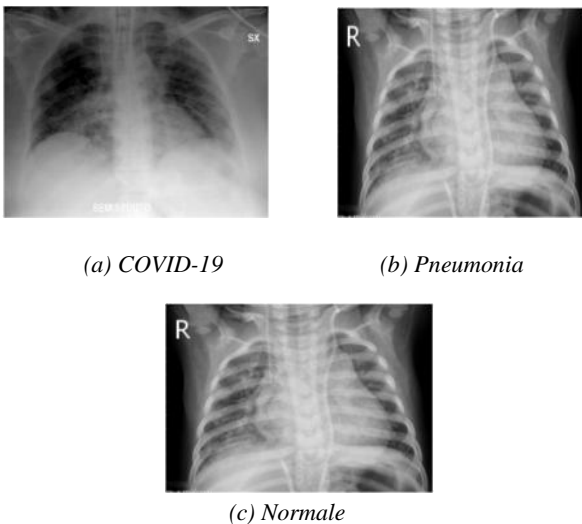 SX
R
(a) COVID-19
(b) Pneumonia
R
(c) Normale